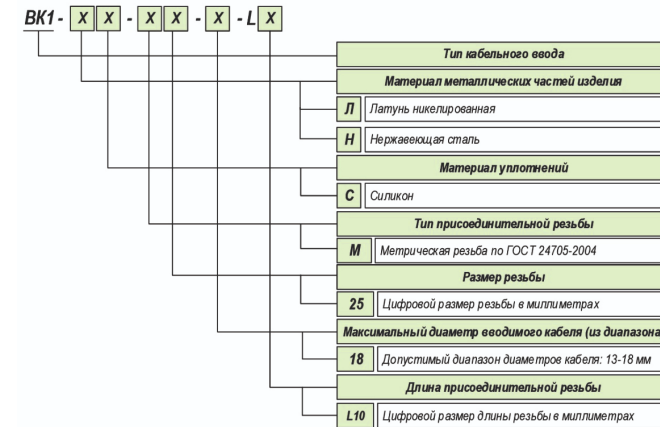 ВК1 - X X - X X - X - L X
Тип кабельного ввода
Материал металлических частей изделия
Л Латунь никелированная
Н Нержавеющая сталь
Материал уплотнений
С Силикон
Тип присоединительной резьбы
М Метрическая резьба по ГОСТ 24705-2004
Размер резьбы
25 Цифровой размер резьбы в миллиметрах
Максимальный диаметр вводимого кабеля (из диапазона
18 Допустимый диапазон диаметров кабеля: 13-18 мм
Длина присоединительной резьбы
L10 Цифровой размер длины резьбы в миллиметрах